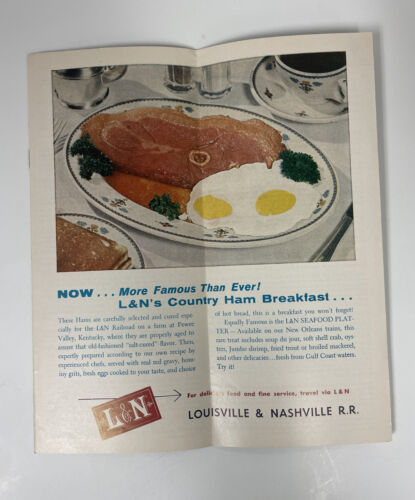 NOW . . . More Famous Than Ever!
L&N's Country Ham Breakfast . . .
These Hams are carefully selected and cured espe-
cially for the L&N Railroad on a farm at Pewee
Valley, Kentucky, where they are properly aged to
assure that old-fashioned "salt-cured" flavor. Then,
expertly prepared according to our own recipe by
experienced chefs, served with real red gravy, hom-
iny grits, fresh eggs cooked to your taste, and choice
of hot bread, this is a breakfast you won't forget!
Equally Famous is the L&N SEAFOOD PLAT-
TER—Available on our New Orleans trains, this
rare treat includes soup du jour, soft shell crab, oys-
ters, Jumbo shrimp, fried trout or broiled mackerel,
and other delicacies...fresh from Gulf Coast waters.
Try it!
For delicious food and fine service, travel via L&N
L&N
LOUISVILLE & NASHVILLE R.R.